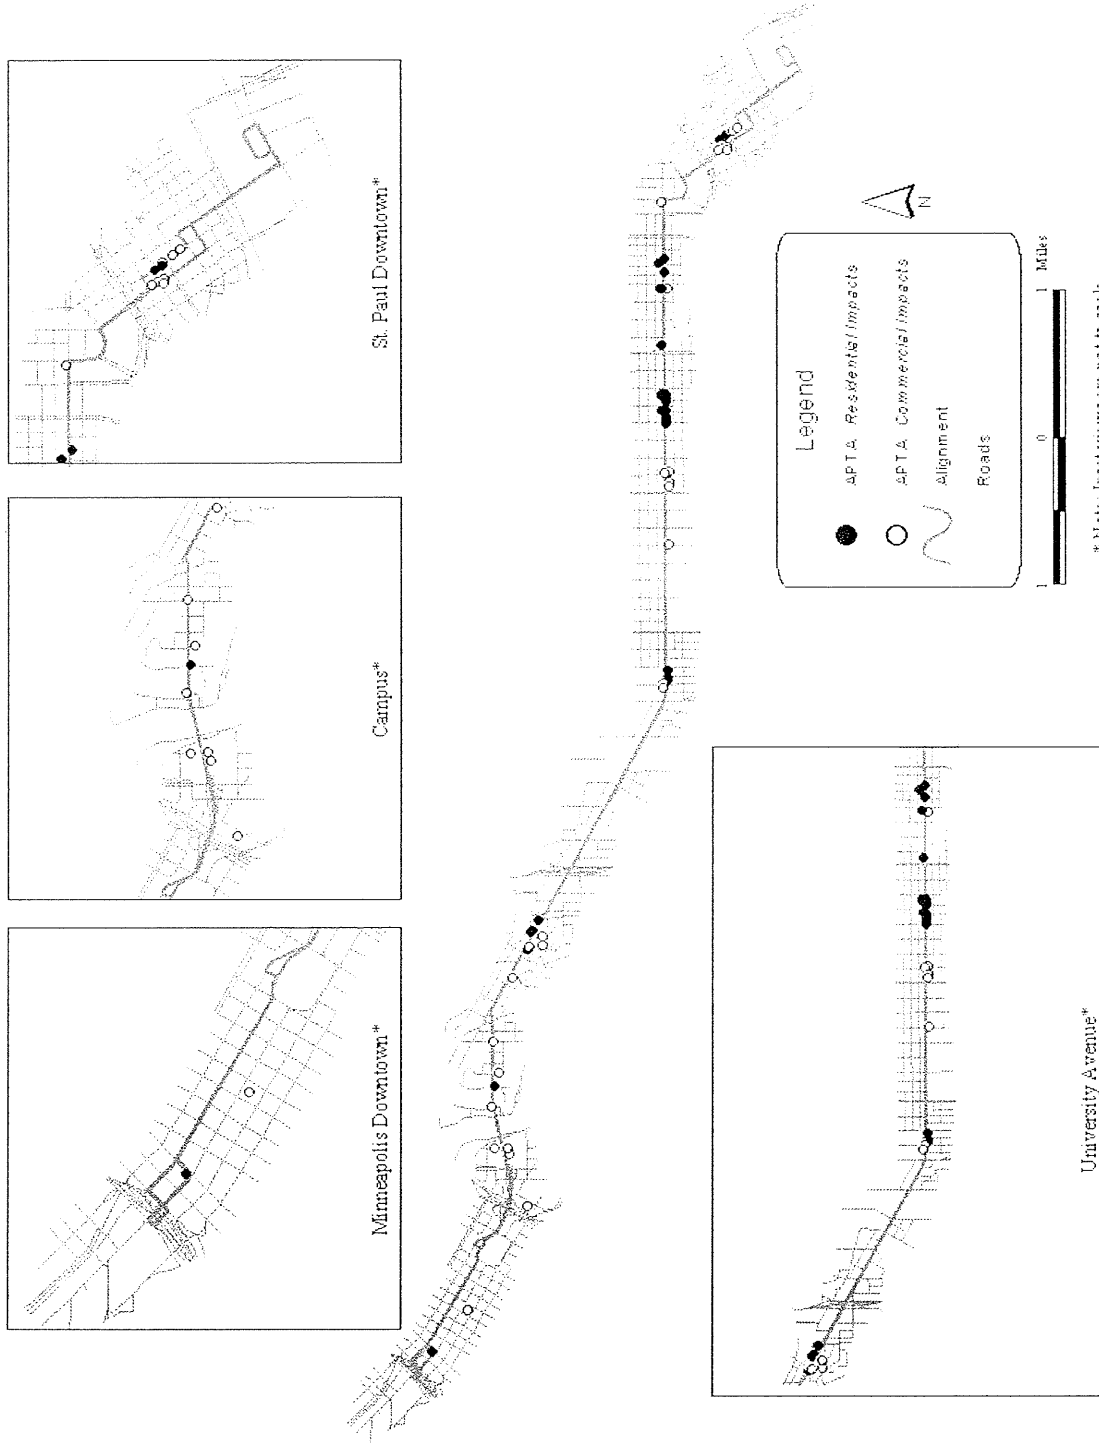 Minneapolis Downtown*
Campus*
St. Paul Downtown*
University Avenue*
Legend
APTA Residential Impacts
APTA Commercial Impacts
Alignment
Roads
N
1 0 1 Miles